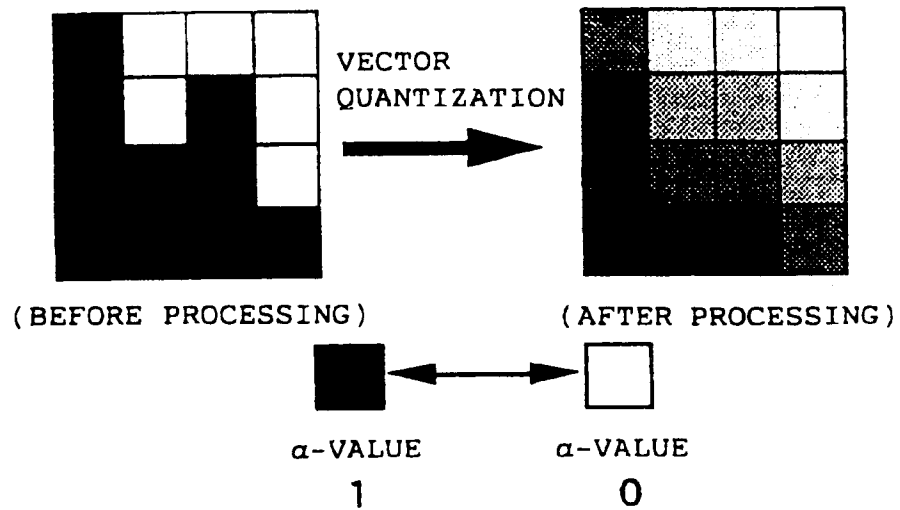 VECTOR
QUANTIZATION
(BEFORE PROCESSING)
(AFTER PROCESSING)
α-VALUE
1
α-VALUE
0